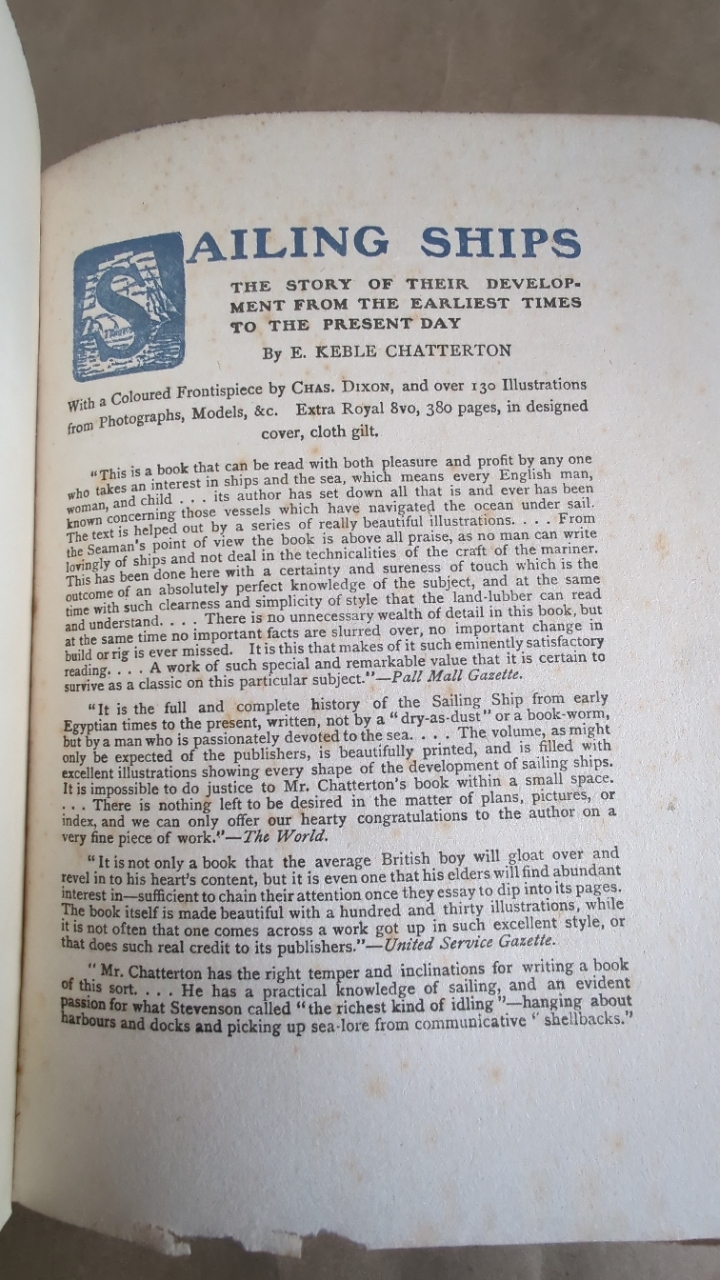 SAILING SHIPS
THE STORY OF THEIR DEVELOP-
MENT FROM THE EARLIEST TIMES
TO THE PRESENT DAY
By E. KEBLE CHATTERTON
With a Coloured Frontispiece by CHAS. DIXON, and over 130 Illustrations
from Photographs, Models, &c. Extra Royal 8vo, 380 pages, in designed
cover, cloth gilt.
"This is a book that can be read with both pleasure and profit by any one
who takes an interest in ships and the sea, which means every English man,
woman, and child . . . its author has set down all that is and ever has been
known concerning those vessels which have navigated the ocean under sail.
The text is helped out by a series of really beautiful illustrations. . . . From
the Seaman's point of view the book is above all praise, as no man can write
lovingly of ships and not deal in the technicalities of the craft of the mariner.
This has been done here with a certainty and sureness of touch which is the
outcome of an absolutely perfect knowledge of the subject, and at the same
time with such clearness and simplicity of style that the land-lubber can read
and understand. . . . There is no unnecessary wealth of detail in this book, but
at the same time no important facts are slurred over, no important change in
build or rig is ever missed. It is this that makes of it such eminently satisfactory
reading. . . . A work of such special and remarkable value that it is certain to
survive as a classic on this particular subject."—Pall Mall Gazette.
"It is the full and complete history of the Sailing Ship from early
Egyptian times to the present, written, not by a "dry-as-dust" or a book-worm,
but by a man who is passionately devoted to the sea. . . . The volume, as might
only be expected of the publishers, is beautifully printed, and is filled with
excellent illustrations showing every shape of the development of sailing ships.
It is impossible to do justice to Mr. Chatterton's book within a small space.
. . . There is nothing left to be desired in the matter of plans, pictures, or
index, and we can only offer our hearty congratulations to the author on a
very fine piece of work."—The World.
"It is not only a book that the average British boy will gloat over and
revel in to his heart's content, but it is even one that his elders will find abundant
interest in—sufficient to chain their attention once they essay to dip into its pages.
The book itself is made beautiful with a hundred and thirty illustrations, while
it is not often that one comes across a work got up in such excellent style, or
that does such real credit to its publishers."—United Service Gazette.
"Mr. Chatterton has the right temper and inclinations for writing a book
of this sort. . . . He has a practical knowledge of sailing, and an evident
passion for what Stevenson called "the richest kind of idling"—hanging about
harbours and docks and picking up sea-lore from communicative "shellbacks."